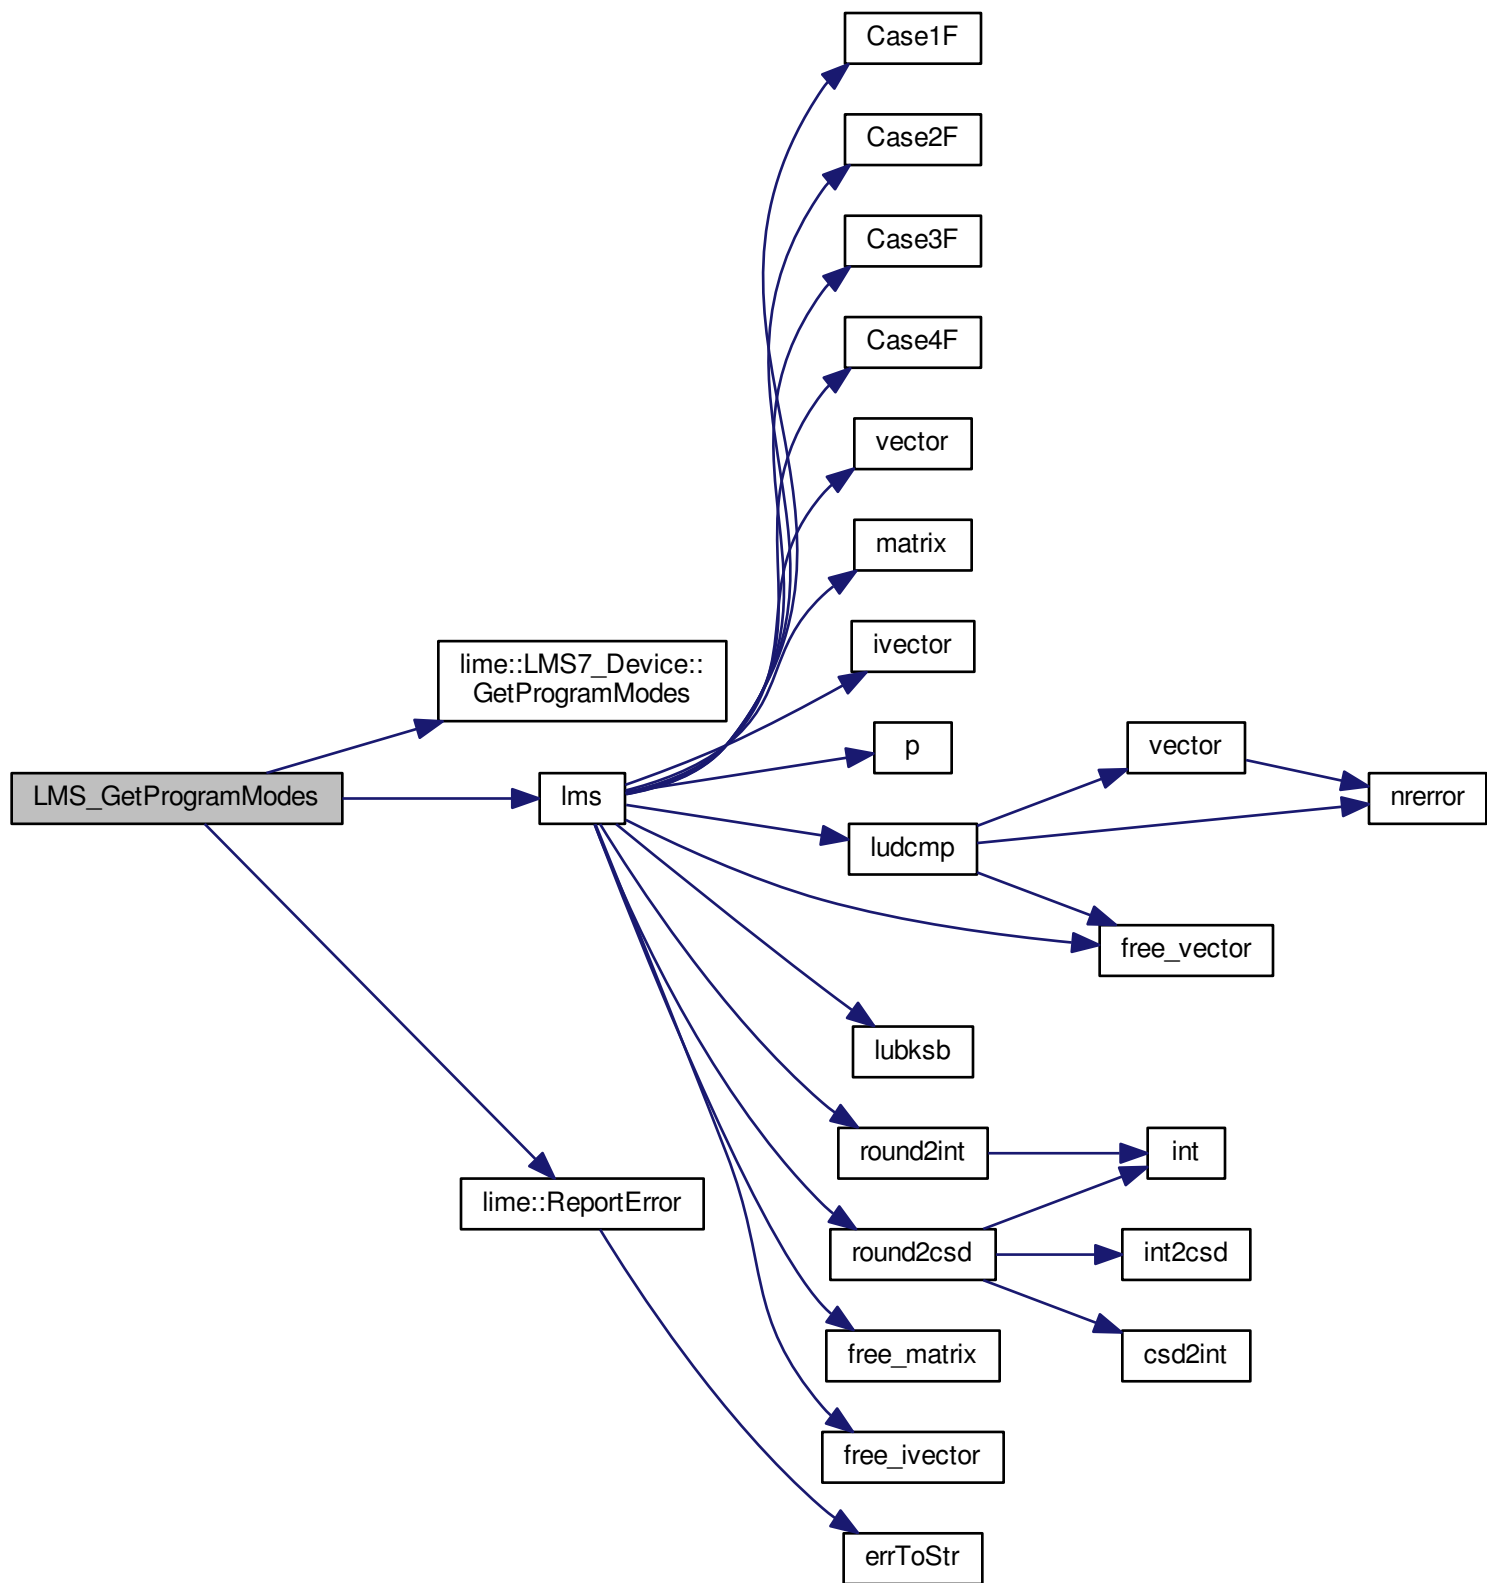 Case1F
Case2F
Case3F
Case4F
vector
matrix
ivector
lime::LMS7_Device::
GetProgramModes
p
vector
LMS_GetProgramModes
lms
nrerror
ludcmp
free_vector
lubksb
round2int
int
lime::ReportError
round2csd
int2csd
free_matrix
csd2int
free_ivector
errToStr